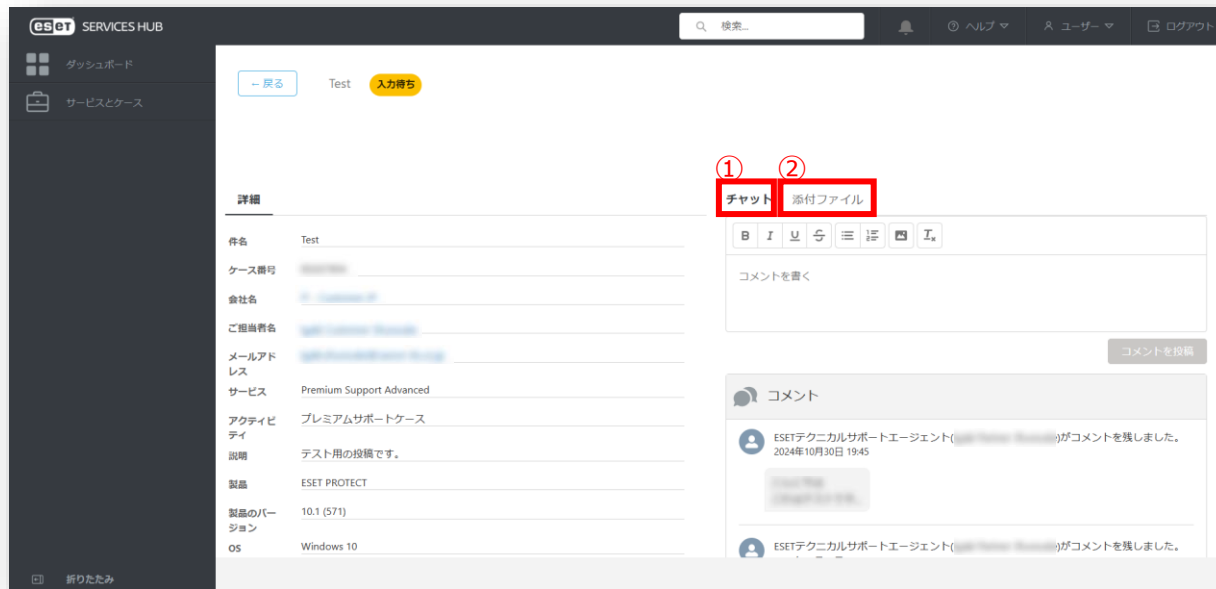 eset SERVICES HUB
検索...
ヘルプ
ユーザー
ログアウト
ダッシュボード
サービスとケース
←戻る
Test
入力待ち
① ②
詳細
チャット
添付ファイル
件名 Test
ケース番号
会社名
ご担当者名
メールアド
レス
サービス Premium Support Advanced
アクティビ
ティ
プレミアムサポートケース
説明 テスト用の投稿です。
製品 ESET PROTECT
製品のバー
ジョン
10.1 (571)
OS Windows 10
B I U S
コメントを書く
コメントを投稿
コメント
ESETテクニカルサポートエージェント( )がコメントを残しました。
2024年10月30日 19:45
ESETテクニカルサポートエージェント( )がコメントを残しました。
折りたたみ